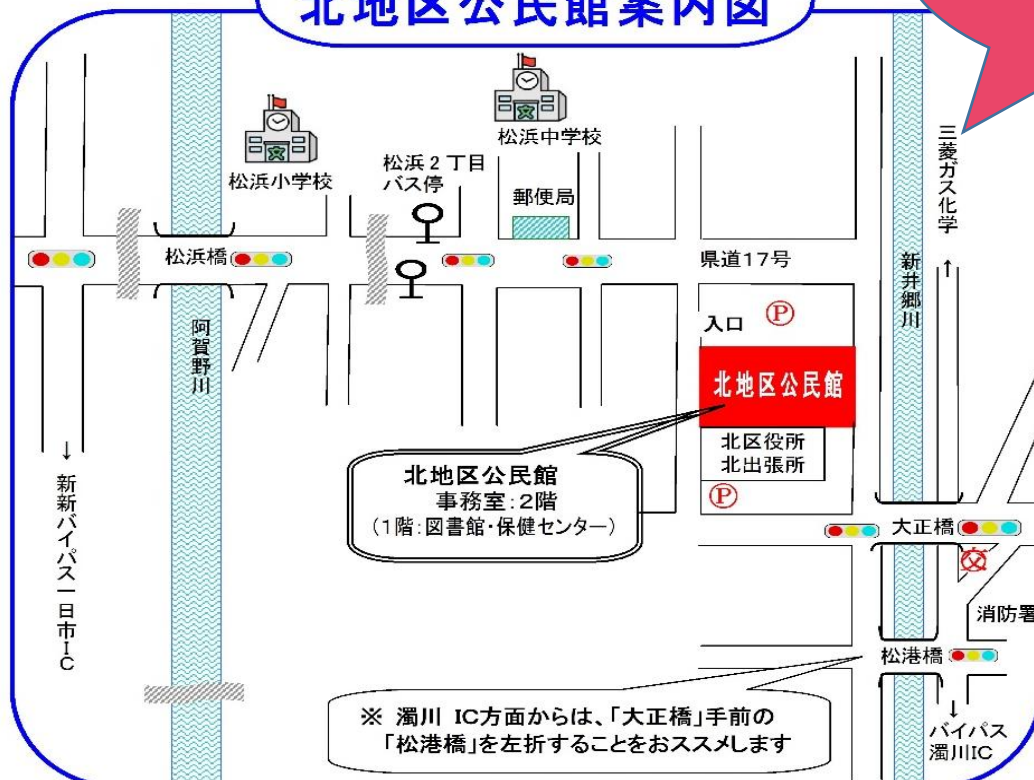 北地区公民館案内図
松浜中学校
松浜小学校
松浜２丁目
バス停
郵便局
三菱ガス化学
↑
松浜橋
県道17号
新井郷川
阿賀野川
入口 Ⓟ
北地区公民館
北区役所
北出張所
Ⓟ
北地区公民館
事務室：2階
（1階：図書館・保健センター）
↓
新新バイパス一日市IC
大正橋
消防署
松港橋
↓
バイパス
濁川IC
※ 濁川 IC方面からは、「大正橋」手前の
「松港橋」を左折することをおススメします